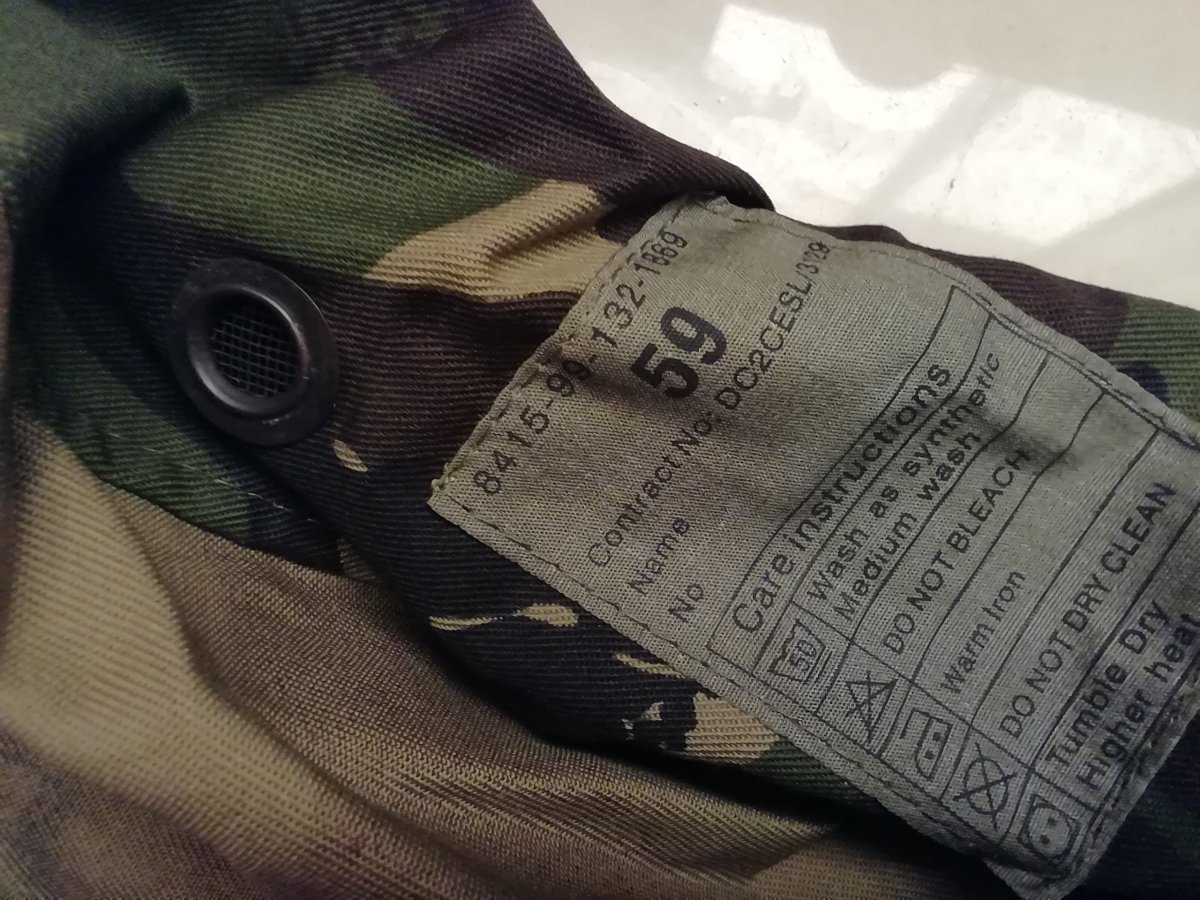 8415-99-132-1869
59
Contract No: DC2CESL/3129
Name
No
Care instructions
50
Wash as synthetic
Medium wash
DO NOT BLEACH
Warm Iron
DO NOT DRY CLEAN
Tumble Dry
Higher heat